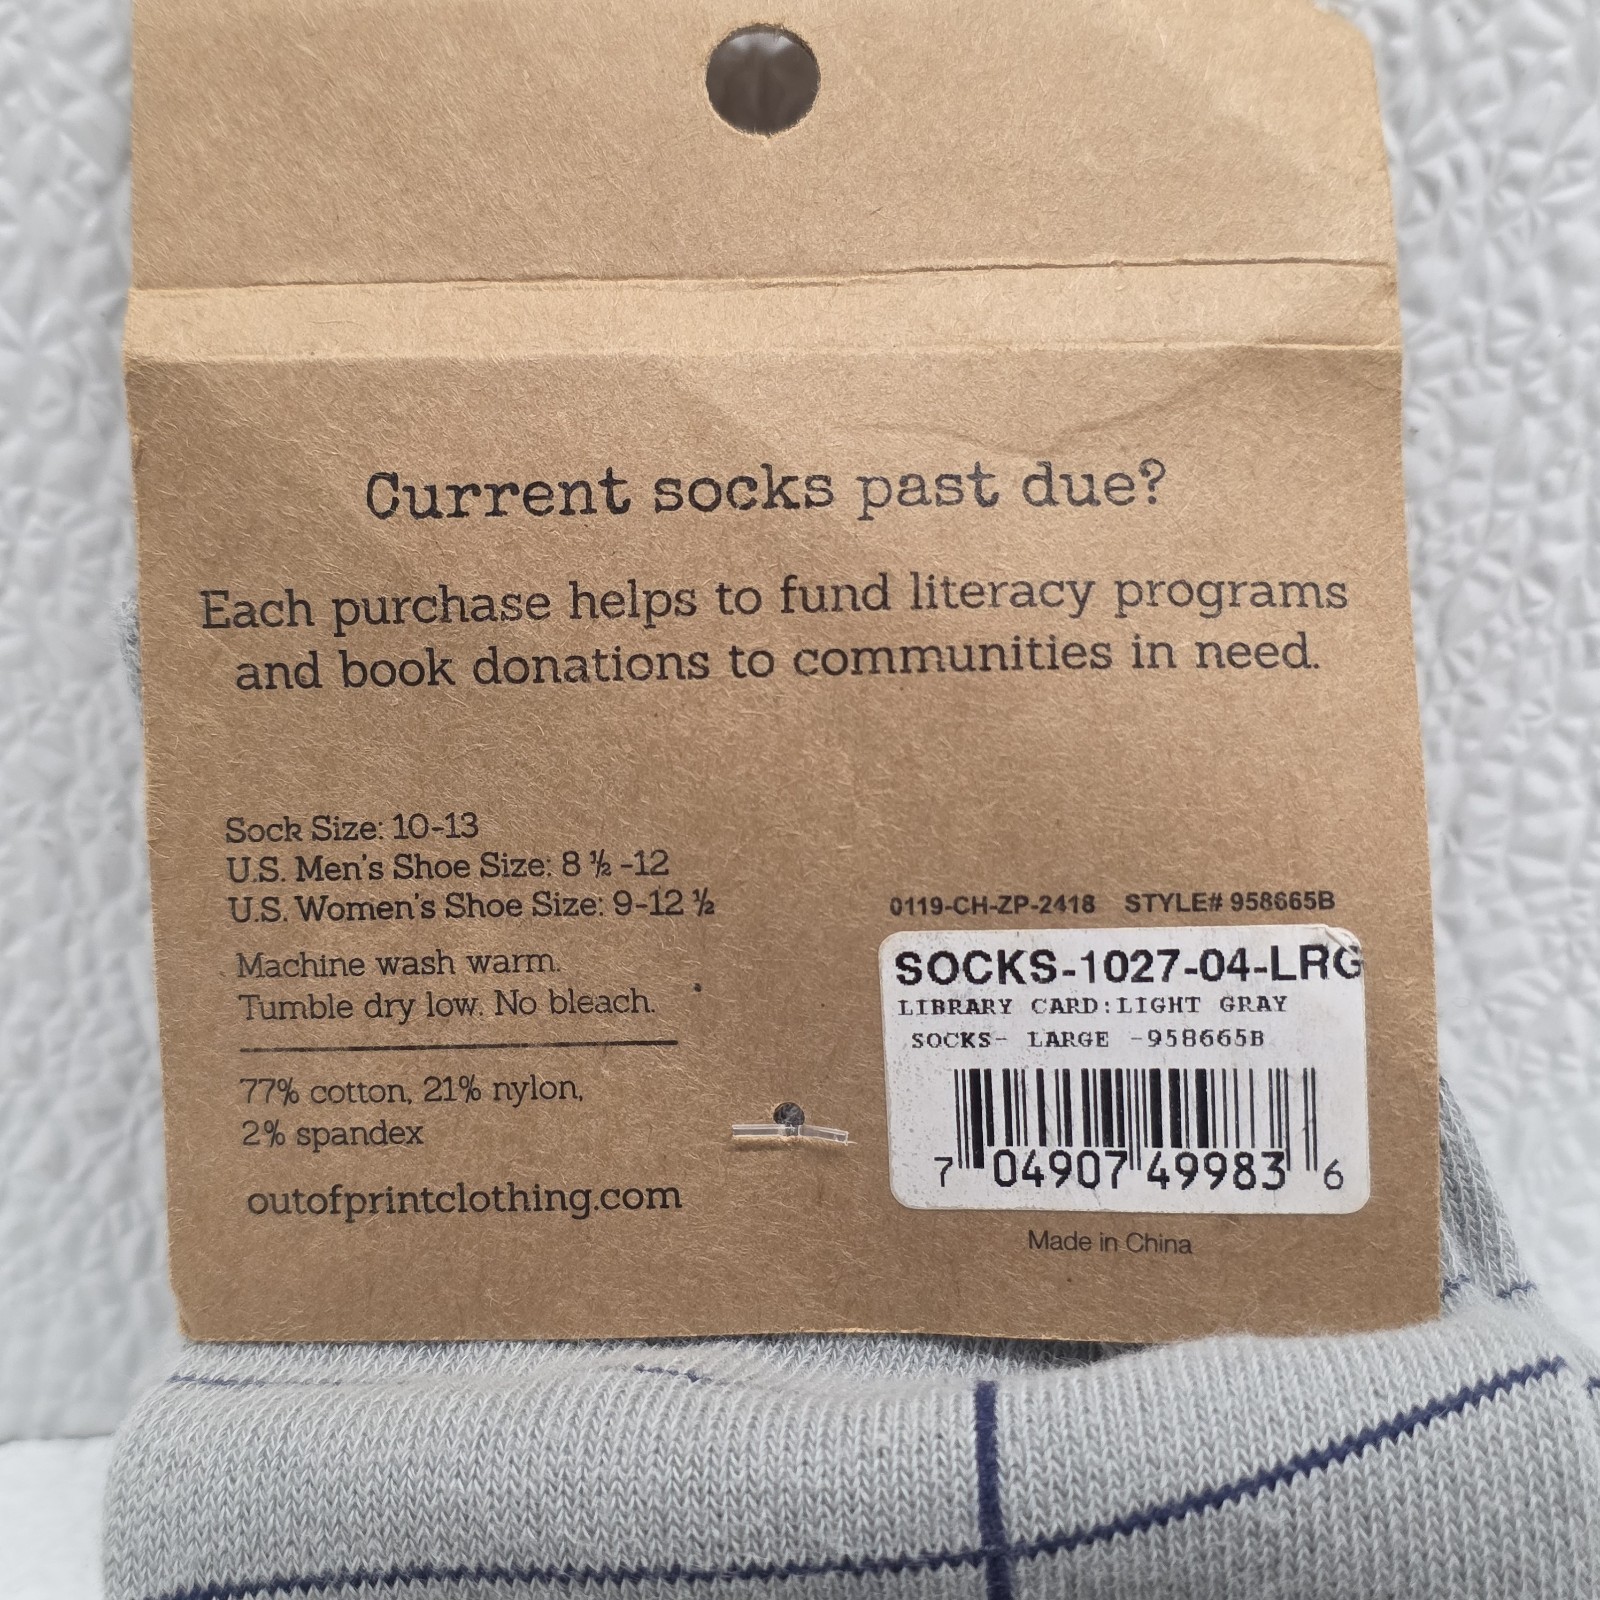 Current socks past due?
Each purchase helps to fund literacy programs
and book donations to communities in need.
Sock Size: 10-13
U.S. Men's Shoe Size: 8 ½ -12
U.S. Women's Shoe Size: 9-12 ½
Machine wash warm.
Tumble dry low. No bleach.
77% cotton, 21% nylon,
2% spandex
outofprintclothing.com
0119-CH-ZP-2418 STYLE# 958665B
SOCKS-1027-04-LRG
LIBRARY CARD:LIGHT GRAY
SOCKS- LARGE -958665B
7 04907 49983 6
Made in China